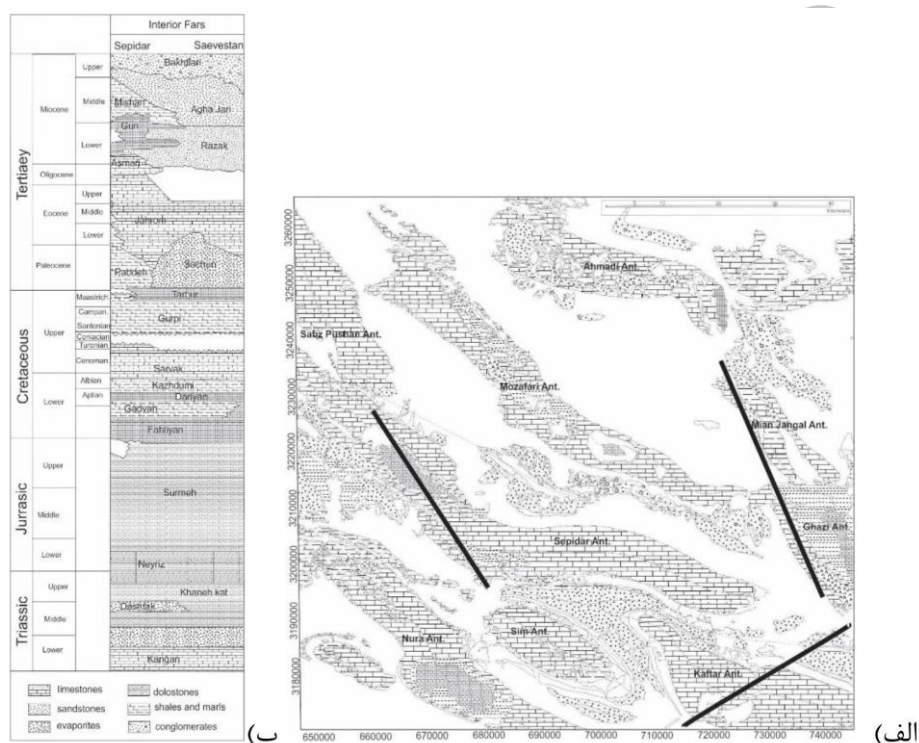 Interior Fars
Sepidar Saevestan
Tertiaey
Miocene
Upper
Middle
Lower
Oligocene
Eocene
Upper
Middle
Lower
Paleocene
Bakhtiari
Mishan
Agha Jari
Guri
Razak
Asmari
Jahrom
Pabdeh
Sachun
Cretaceous
Upper
Maastrich.
Campan.
Santonian
Coniacian
Turonian
Cenoman.
Lower
Albien
Aptian
Tarbur
Gurpi
Sarvak
Kazhdumi
Dariyan
Gadvan
Fahliyan
Jurrasic
Upper
Middle
Lower
Surmeh
Neyriz
Triassic
Upper
Middle
Lower
Khaneh kat
Dashtak
Kangan
limestones
dolostones
sandstones
shales and marls
evaporites
conglomerates
ب)
3260000
3250000
3240000
3230000
3220000
3210000
3200000
3190000
3180000
Ahmadi Ant.
Sabz Pushan Ant.
Mozafari Ant.
Mian Jangal Ant.
Ghazi Ant.
Sepidar Ant.
Nura Ant.
Sim Ant.
Kaftar Ant.
650000 660000 670000 680000 690000 700000 710000 720000 730000 740000
الف)